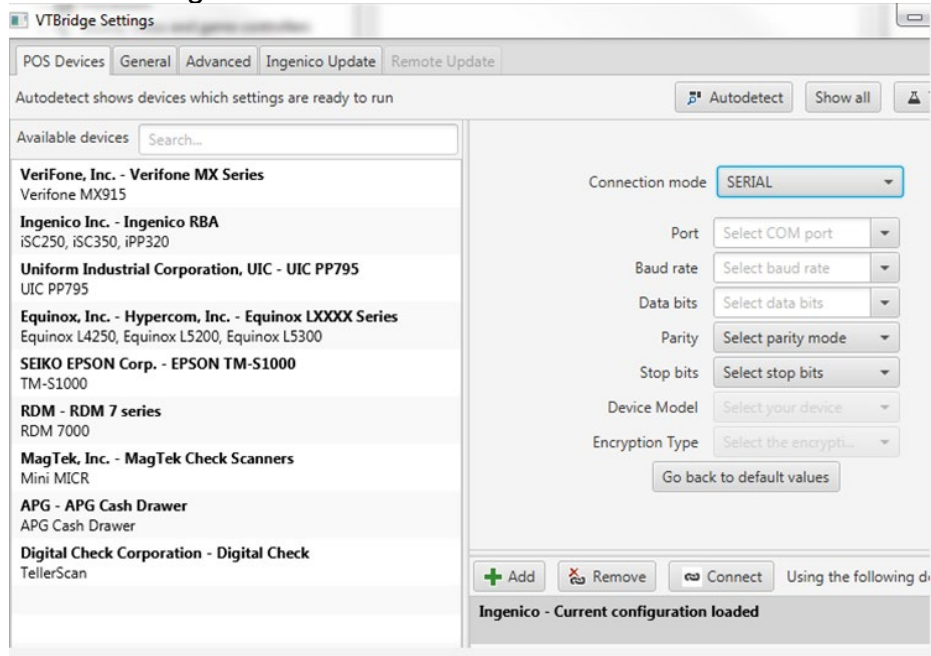 VTBridge Settings
POS Devices General Advanced Ingenico Update Remote Update
Autodetect shows devices which settings are ready to run
Autodetect Show all
Available devices Search...
VeriFone, Inc. - Verifone MX Series
Verifone MX915
Ingenico Inc. - Ingenico RBA
iSC250, iSC350, iPP320
Uniform Industrial Corporation, UIC - UIC PP795
UIC PP795
Equinox, Inc. - Hypercom, Inc. - Equinox LXXXX Series
Equinox L4250, Equinox L5200, Equinox L5300
SEIKO EPSON Corp. - EPSON TM-S1000
TM-S1000
RDM - RDM 7 series
RDM 7000
MagTek, Inc. - MagTek Check Scanners
Mini MICR
APG - APG Cash Drawer
APG Cash Drawer
Digital Check Corporation - Digital Check
TellerScan
Connection mode SERIAL
Port Select COM port
Baud rate Select baud rate
Data bits Select data bits
Parity Select parity mode
Stop bits Select stop bits
Device Model Select your device
Encryption Type Select the encrypti...
Go back to default values
Add Remove Connect Using the following d
Ingenico - Current configuration loaded